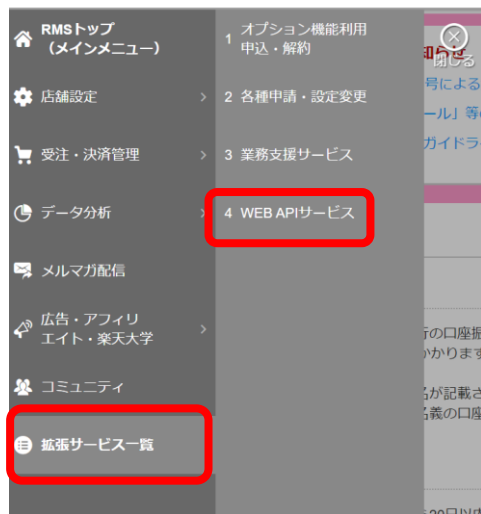 RMSトップ
(メインメニュー)
店舗設定
受注・決済管理
データ分析
メルマガ配信
広告・アフィリ
エイト・楽天大学
コミュニティ
拡張サービス一覧
1 オプション機能利用
申込・解約
2 各種申請・設定変更
3 業務支援サービス
4 WEB APIサービス
閉じる
号による
ール」等
ガイドラ
行の口座振
かかります
名が記載さ
名義の口座